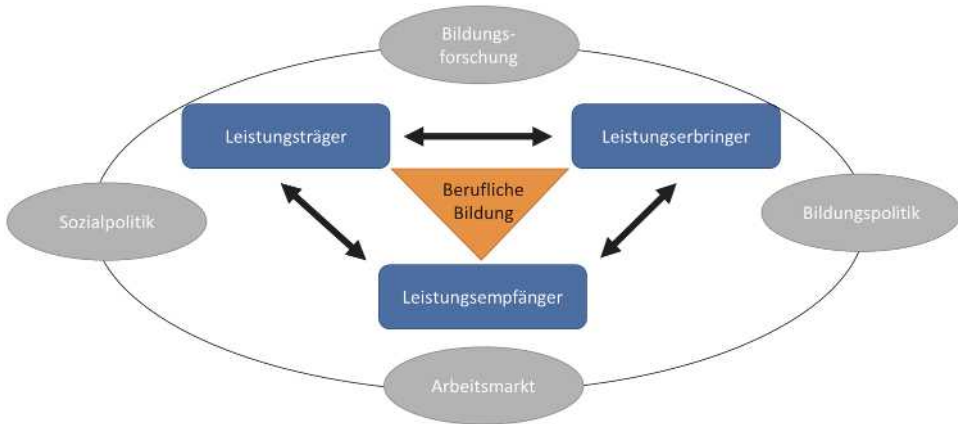 Bildungs-
forschung
Leistungsträger
Leistungserbringer
Berufliche
Bildung
Sozialpolitik
Bildungspolitik
Leistungsempfänger
Arbeitsmarkt